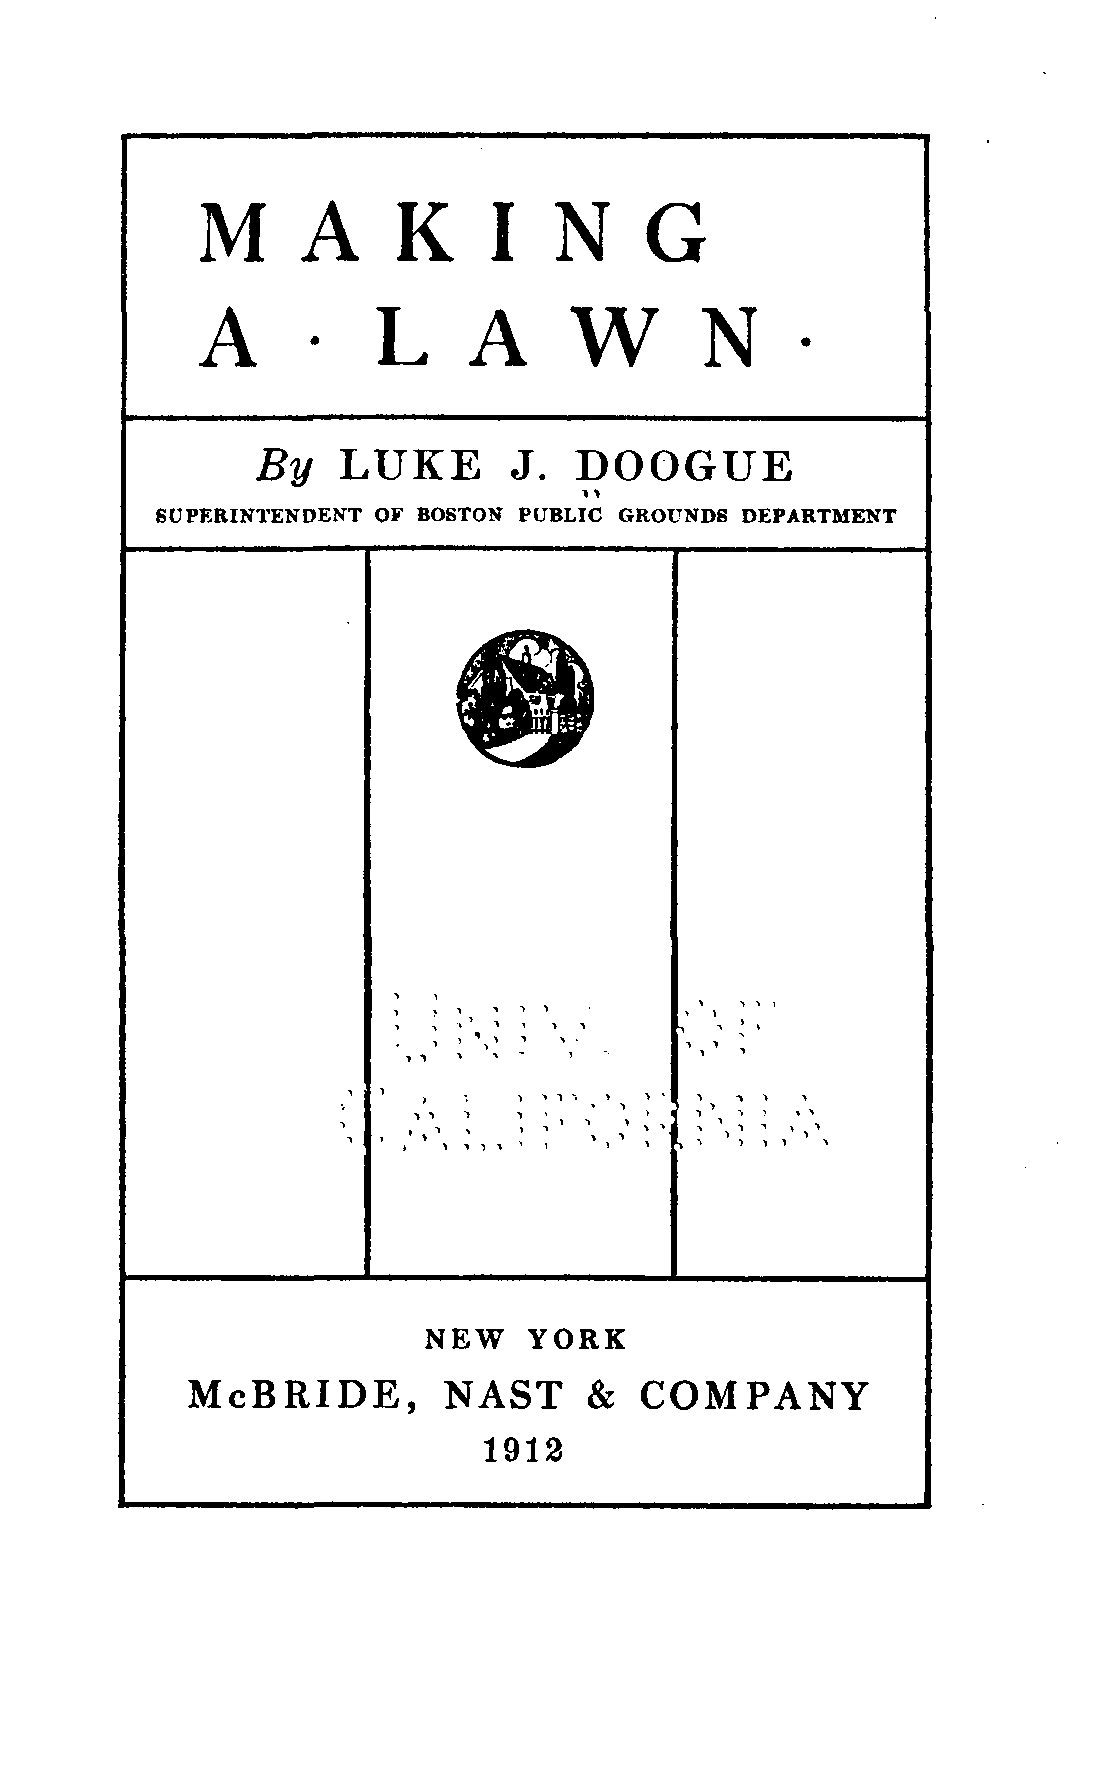 MAKING
A · LAWN ·
By LUKE J. DOOGUE
SUPERINTENDENT OF BOSTON PUBLIC GROUNDS DEPARTMENT
UNIV. OF
CALIFORNIA
NEW YORK
McBRIDE, NAST & COMPANY
1912